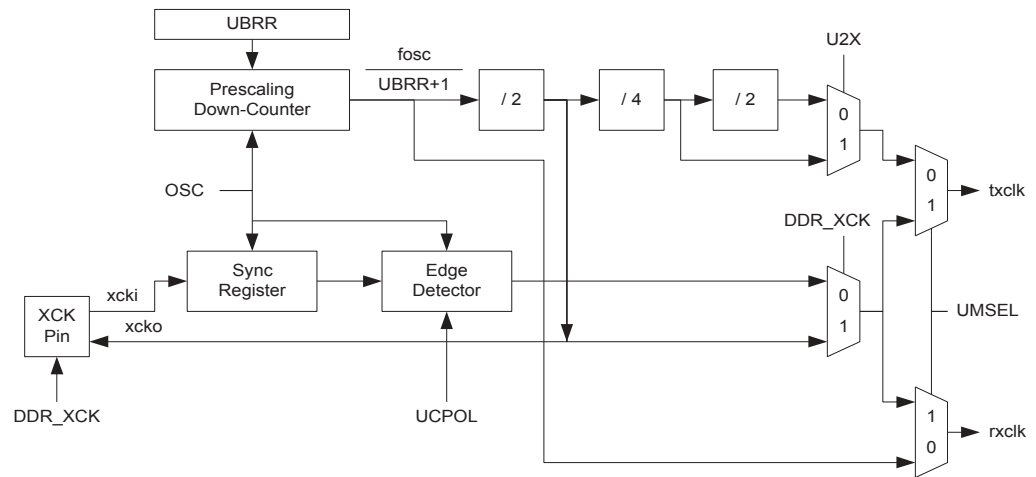 UBRR
fosc
U2X
Prescaling
Down-Counter
UBRR+1
/ 2
/ 4
/ 2
0
1
OSC
0
1
txclk
DDR_XCK
Sync
Register
Edge
Detector
xcki
0
1
XCK
Pin
xcko
UMSEL
DDR_XCK
UCPOL
1
0
rxclk